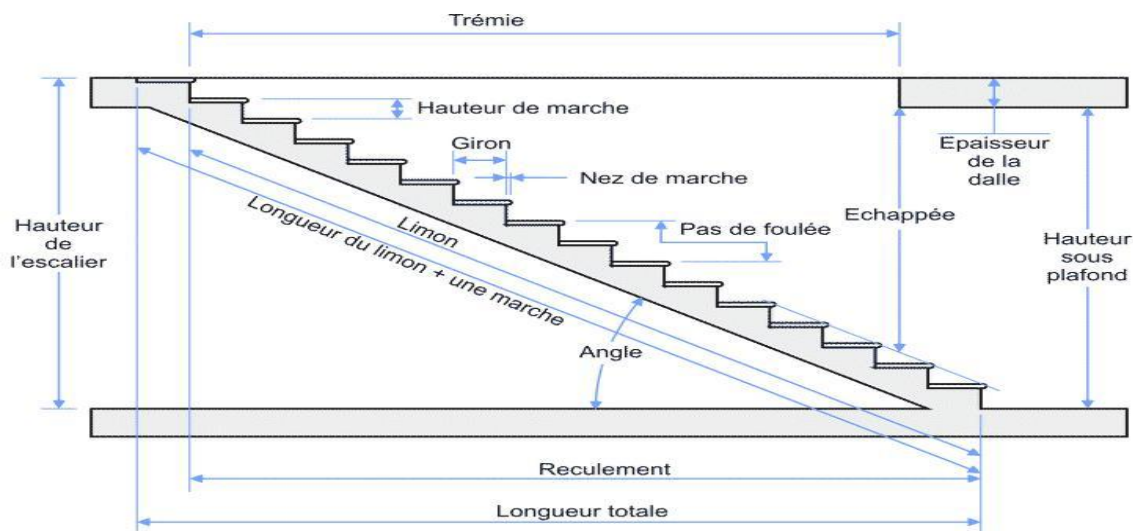 Trémie
Hauteur de marche
Giron
Nez de marche
Epaisseur
de la
dalle
Echappée
Hauteur
de
l'escalier
Limon
Longueur du limon + une marche
Pas de foulée
Hauteur
sous
plafond
Angle
Reculement
Longueur totale